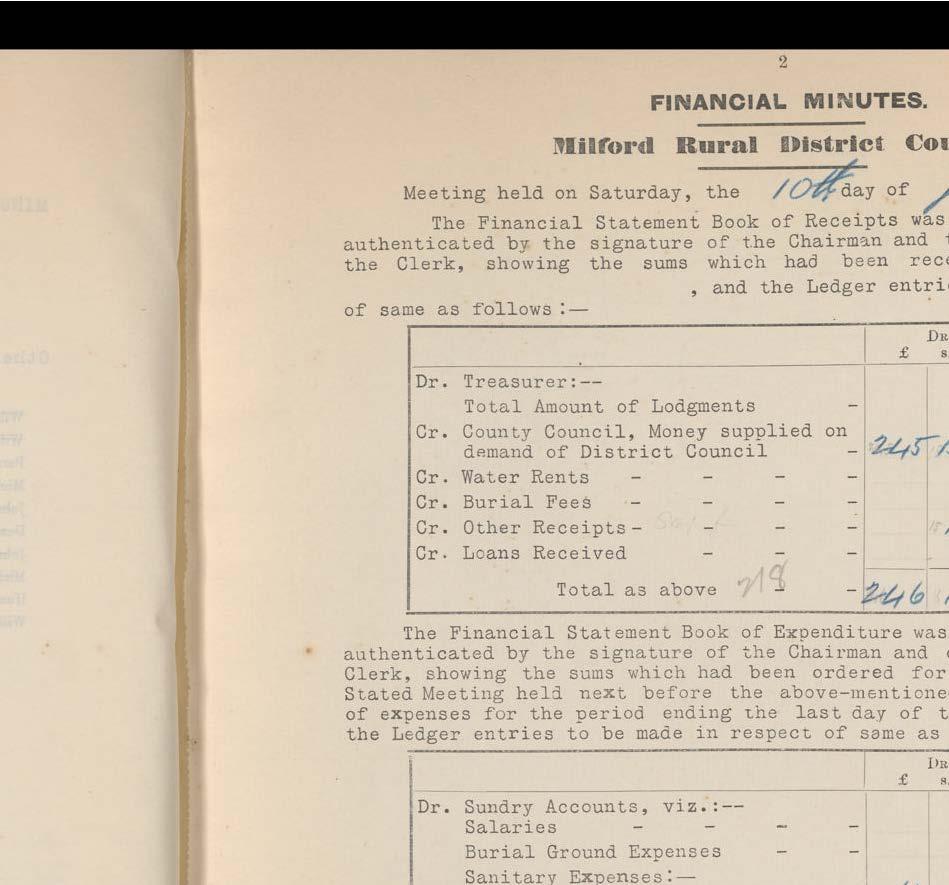 2
FINANCIAL MINUTES.
Milford Rural District Cou
Meeting held on Saturday, the 10th day of
The Financial Statement Book of Receipts was
authenticated by the signature of the Chairman and t
the Clerk, showing the sums which had been rece
, and the Ledger entrie
of same as follows :—
DR
£ s
Dr. Treasurer:--
Total Amount of Lodgments -
Cr. County Council, Money supplied on
demand of District Council - 245 1
Cr. Water Rents - - - -
Cr. Burial Fees - - - -
Cr. Other Receipts - - - - 15
Cr. Loans Received - - -
Total as above 218 - - 246 1
The Financial Statement Book of Expenditure was
authenticated by the signature of the Chairman and c
Clerk, showing the sums which had been ordered for
Stated Meeting held next before the above-mentione
of expenses for the period ending the last day of t
the Ledger entries to be made in respect of same as
DR
£ s.
Dr. Sundry Accounts, viz.:--
Salaries - - - -
Burial Ground Expenses - -
Sanitary Expenses:—